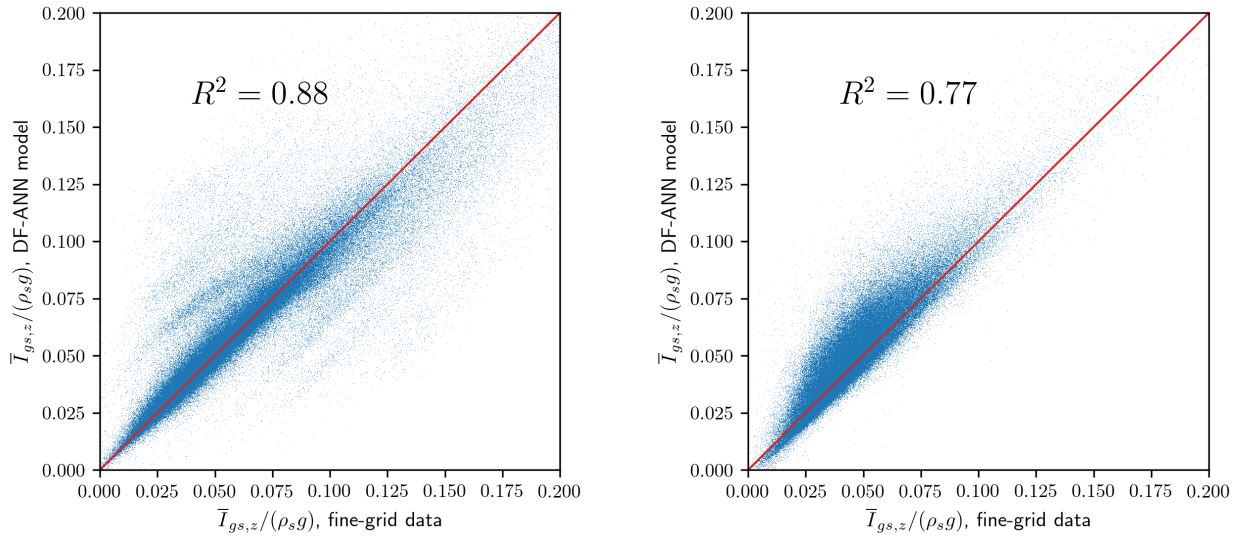 0.200
0.175
0.150
0.125
0.100
0.075
0.050
0.025
0.000
$\overline{I}_{gs,z}/(\rho_s g)$, DF-ANN model
$R^2 = 0.88$
0.000 0.025 0.050 0.075 0.100 0.125 0.150 0.175 0.200
$\overline{I}_{gs,z}/(\rho_s g)$, fine-grid data
0.200
0.175
0.150
0.125
0.100
0.075
0.050
0.025
0.000
$\overline{I}_{gs,z}/(\rho_s g)$, DF-ANN model
$R^2 = 0.77$
0.000 0.025 0.050 0.075 0.100 0.125 0.150 0.175 0.200
$\overline{I}_{gs,z}/(\rho_s g)$, fine-grid data